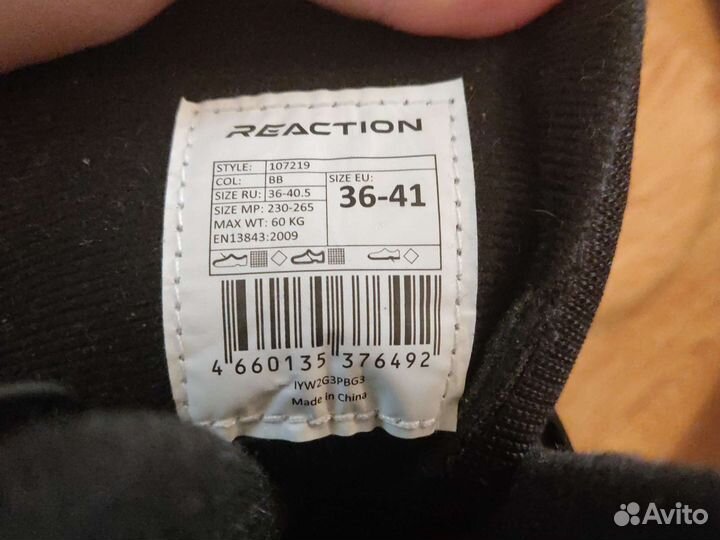 REACTION
STYLE: 107219
COL: BB
SIZE RU: 36-40.5
SIZE MP: 230-265
MAX WT: 60 KG
EN13843:2009
SIZE EU:
36-41
4 660135 376492
IYW2G3PBG3
Made in China
Avito